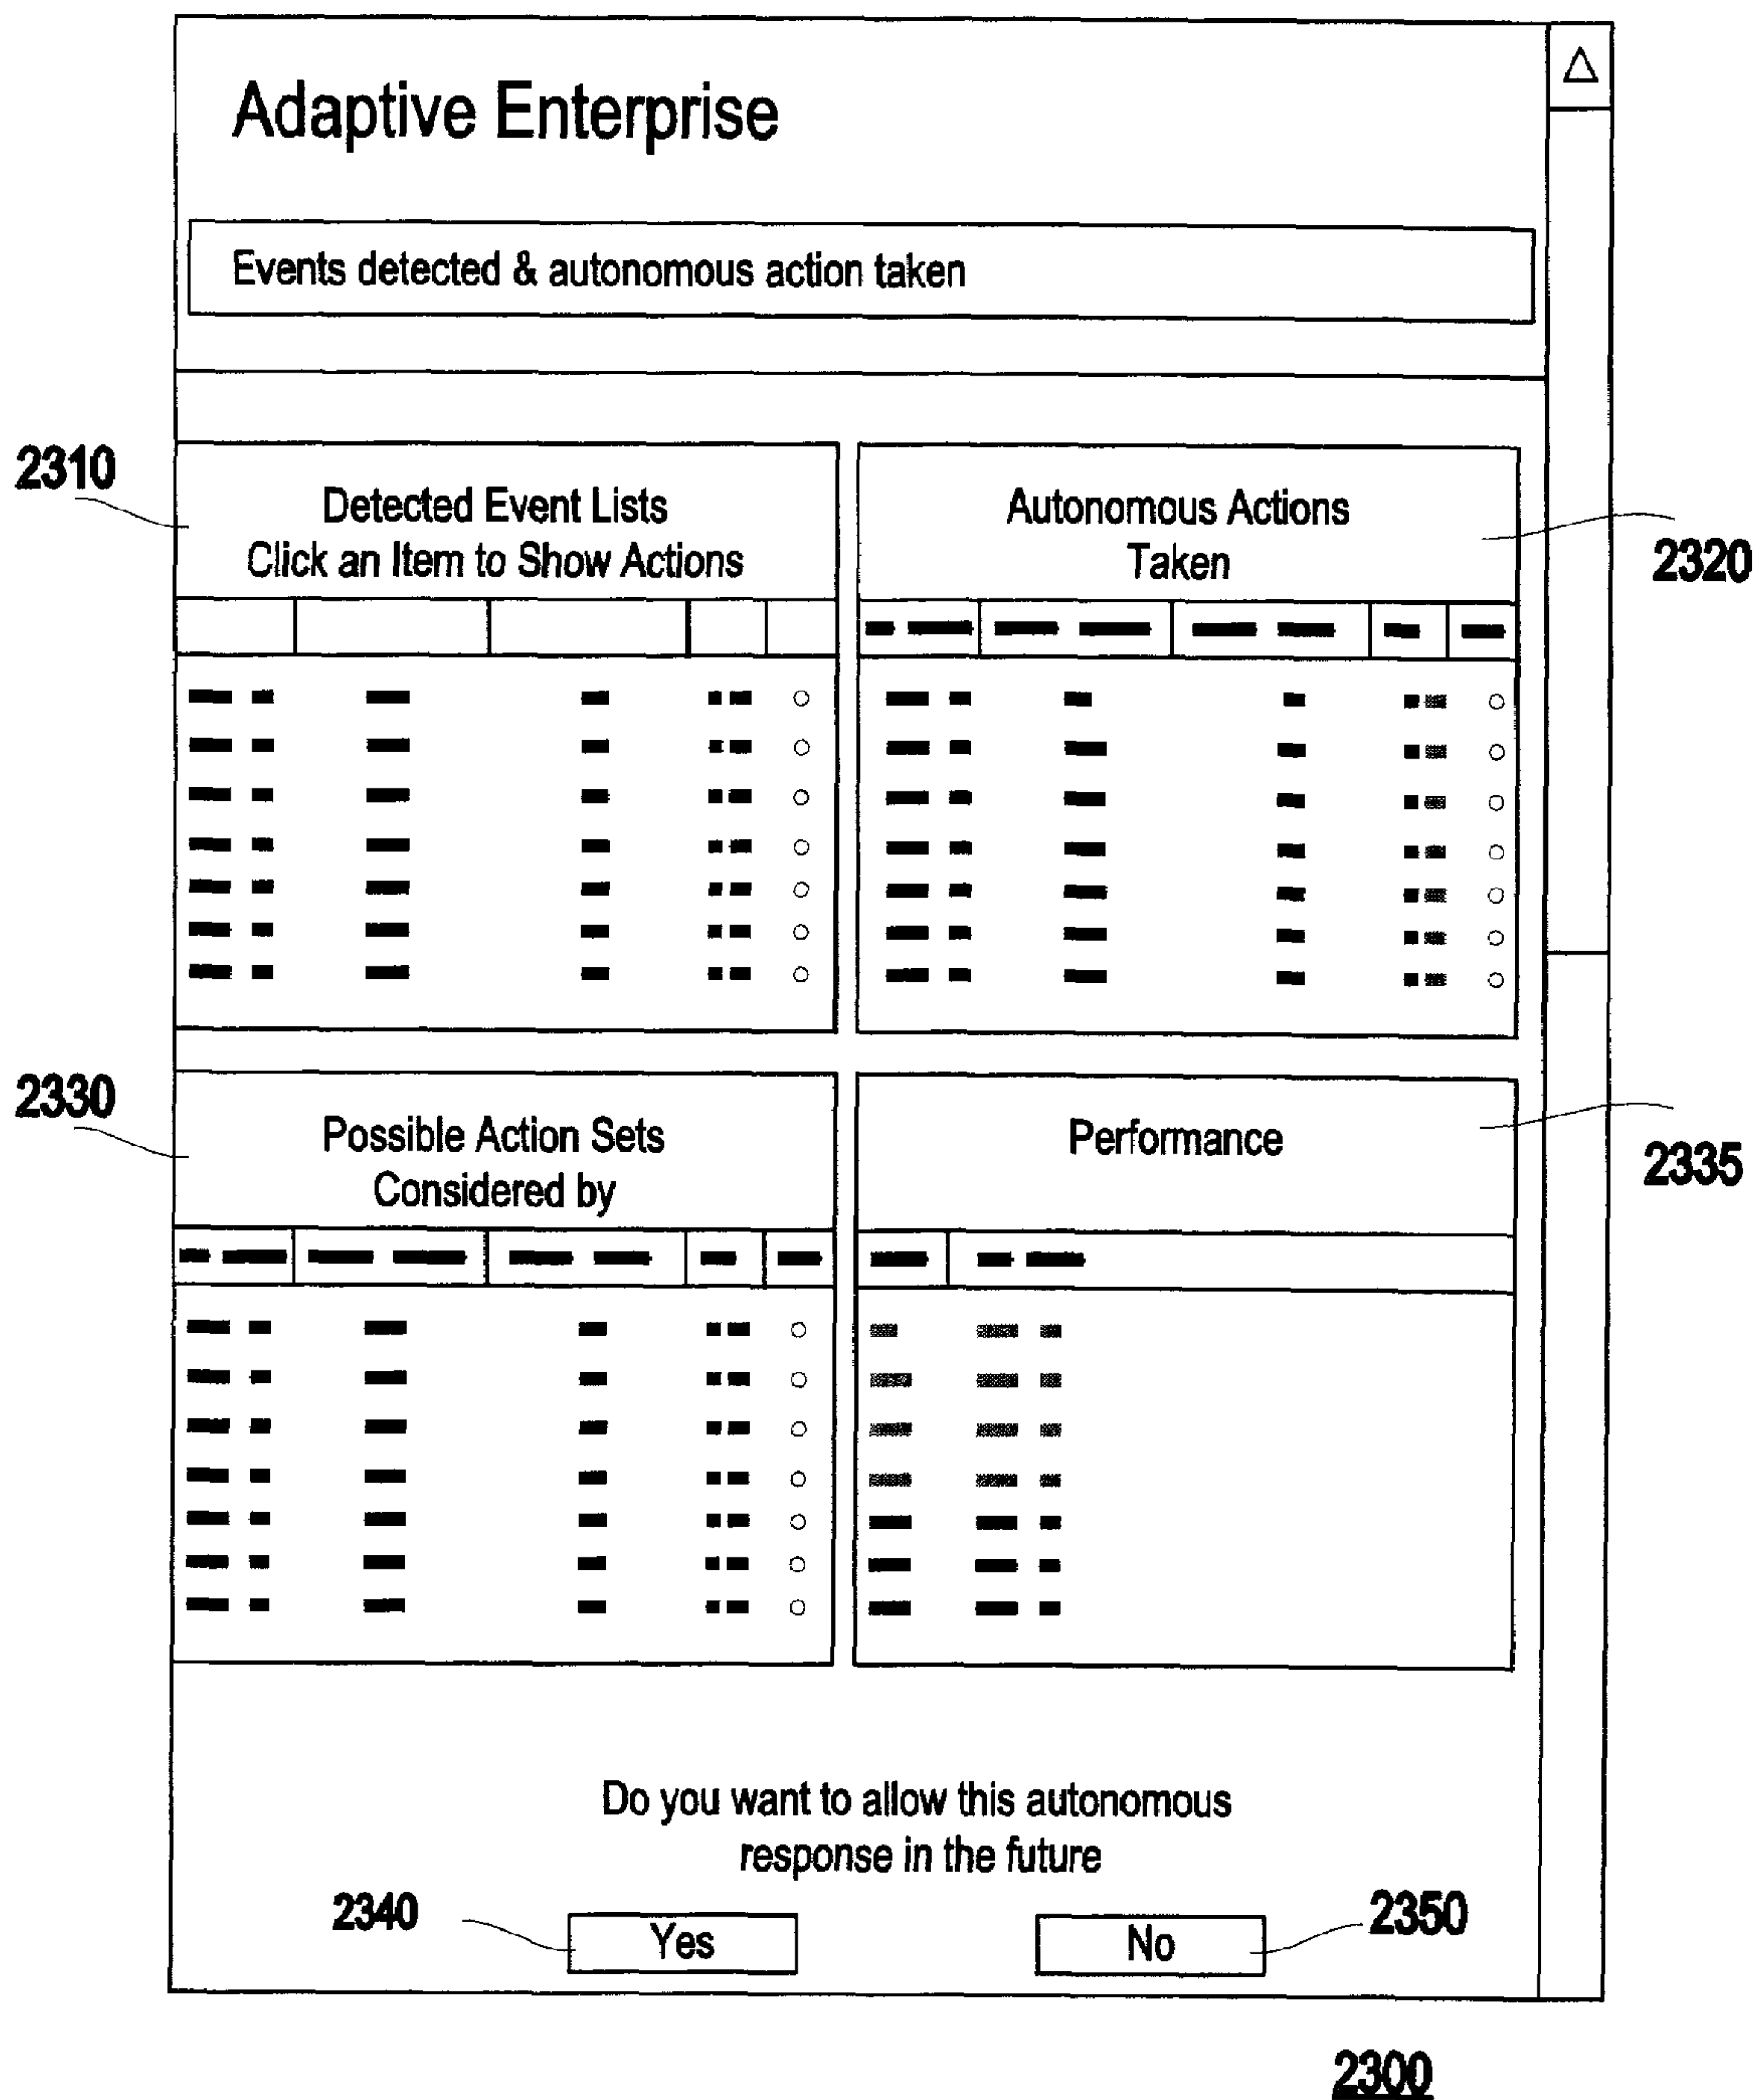 Adaptive Enterprise
Events detected & autonomous action taken
2310
Detected Event Lists
Click an Item to Show Actions
Autonomous Actions
Taken
2320
2330
Possible Action Sets
Considered by
Performance
2335
Do you want to allow this autonomous
response in the future
2340
Yes
No
2350
2300